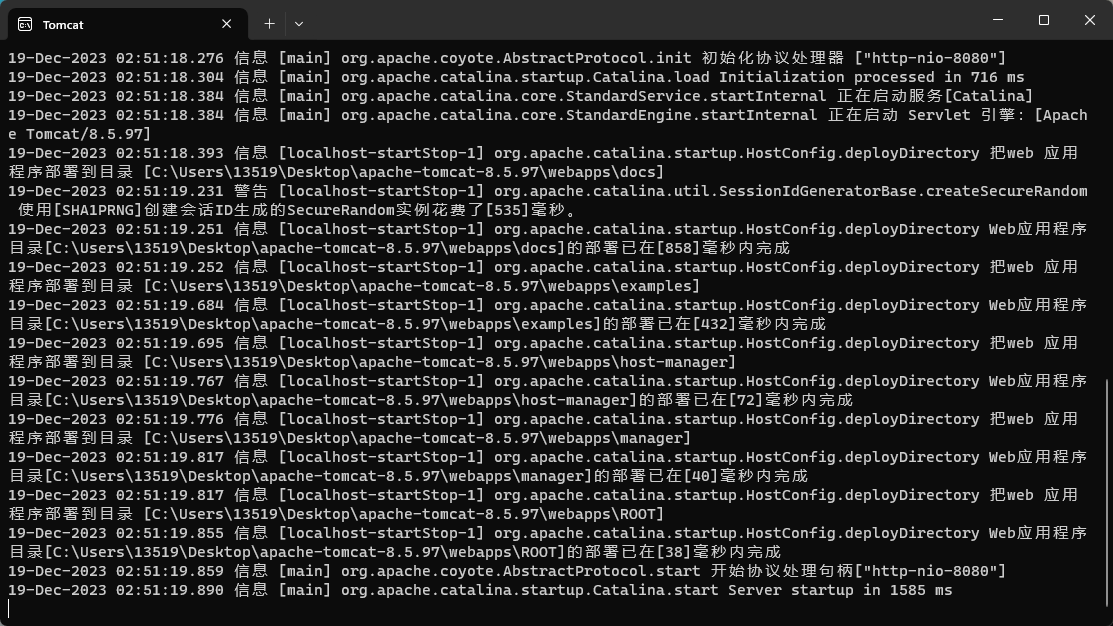 Tomcat
19-Dec-2023 02:51:18.276 信息 [main] org.apache.coyote.AbstractProtocol.init 初始化协议处理器 ["http-nio-8080"]
19-Dec-2023 02:51:18.304 信息 [main] org.apache.catalina.startup.Catalina.load Initialization processed in 716 ms
19-Dec-2023 02:51:18.384 信息 [main] org.apache.catalina.core.StandardService.startInternal 正在启动服务[Catalina]
19-Dec-2023 02:51:18.384 信息 [main] org.apache.catalina.core.StandardEngine.startInternal 正在启动 Servlet 引擎：[Apach
e Tomcat/8.5.97]
19-Dec-2023 02:51:18.393 信息 [localhost-startStop-1] org.apache.catalina.startup.HostConfig.deployDirectory 把web 应用
程序部署到目录 [C:\Users\13519\Desktop\apache-tomcat-8.5.97\webapps\docs]
19-Dec-2023 02:51:19.231 警告 [localhost-startStop-1] org.apache.catalina.util.SessionIdGeneratorBase.createSecureRandom
使用[SHA1PRNG]创建会话ID生成的SecureRandom实例花费了[535]毫秒。
19-Dec-2023 02:51:19.251 信息 [localhost-startStop-1] org.apache.catalina.startup.HostConfig.deployDirectory Web应用程序
目录[C:\Users\13519\Desktop\apache-tomcat-8.5.97\webapps\docs]的部署已在[858]毫秒内完成
19-Dec-2023 02:51:19.252 信息 [localhost-startStop-1] org.apache.catalina.startup.HostConfig.deployDirectory 把web 应用
程序部署到目录 [C:\Users\13519\Desktop\apache-tomcat-8.5.97\webapps\examples]
19-Dec-2023 02:51:19.684 信息 [localhost-startStop-1] org.apache.catalina.startup.HostConfig.deployDirectory Web应用程序
目录[C:\Users\13519\Desktop\apache-tomcat-8.5.97\webapps\examples]的部署已在[432]毫秒内完成
19-Dec-2023 02:51:19.695 信息 [localhost-startStop-1] org.apache.catalina.startup.HostConfig.deployDirectory 把web 应用
程序部署到目录 [C:\Users\13519\Desktop\apache-tomcat-8.5.97\webapps\host-manager]
19-Dec-2023 02:51:19.767 信息 [localhost-startStop-1] org.apache.catalina.startup.HostConfig.deployDirectory Web应用程序
目录[C:\Users\13519\Desktop\apache-tomcat-8.5.97\webapps\host-manager]的部署已在[72]毫秒内完成
19-Dec-2023 02:51:19.776 信息 [localhost-startStop-1] org.apache.catalina.startup.HostConfig.deployDirectory 把web 应用
程序部署到目录 [C:\Users\13519\Desktop\apache-tomcat-8.5.97\webapps\manager]
19-Dec-2023 02:51:19.817 信息 [localhost-startStop-1] org.apache.catalina.startup.HostConfig.deployDirectory Web应用程序
目录[C:\Users\13519\Desktop\apache-tomcat-8.5.97\webapps\manager]的部署已在[40]毫秒内完成
19-Dec-2023 02:51:19.817 信息 [localhost-startStop-1] org.apache.catalina.startup.HostConfig.deployDirectory 把web 应用
程序部署到目录 [C:\Users\13519\Desktop\apache-tomcat-8.5.97\webapps\ROOT]
19-Dec-2023 02:51:19.855 信息 [localhost-startStop-1] org.apache.catalina.startup.HostConfig.deployDirectory Web应用程序
目录[C:\Users\13519\Desktop\apache-tomcat-8.5.97\webapps\ROOT]的部署已在[38]毫秒内完成
19-Dec-2023 02:51:19.859 信息 [main] org.apache.coyote.AbstractProtocol.start 开始协议处理句柄["http-nio-8080"]
19-Dec-2023 02:51:19.890 信息 [main] org.apache.catalina.startup.Catalina.start Server startup in 1585 ms